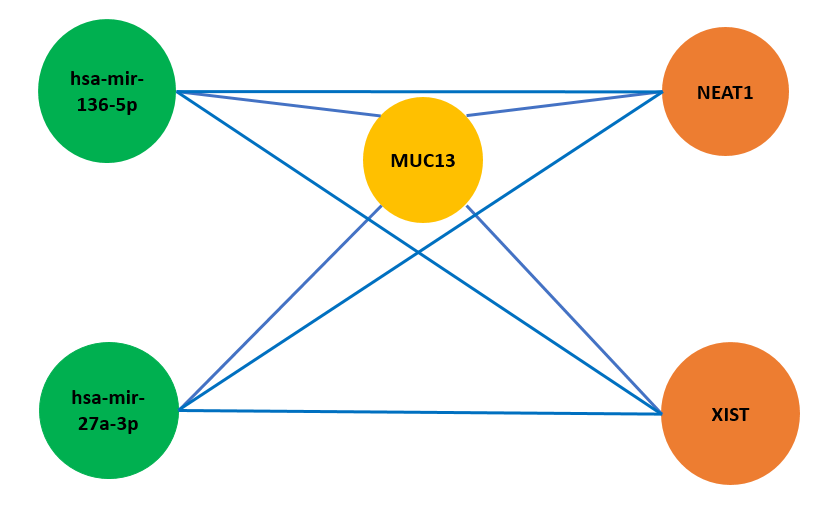 hsa-mir-
136-5p
NEAT1
MUC13
hsa-mir-
27a-3p
XIST